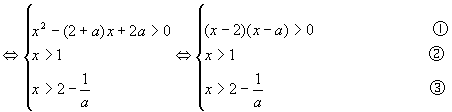 ⇔ { x² − (2 + a)x + 2a > 0 ⇔ { (x − 2)(x − a) > 0 ①
x > 1 x > 1 ②
x > 2 − 1/a x > 2 − 1/a ③